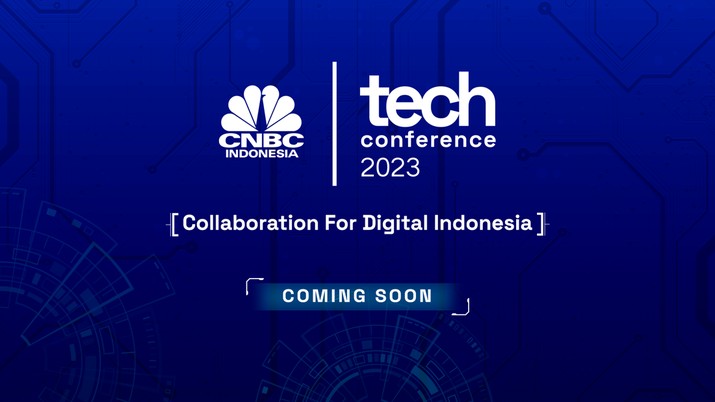 CNBC
INDONESIA
tech
conference
2023
[Collaboration For Digital Indonesia]
COMING SOON